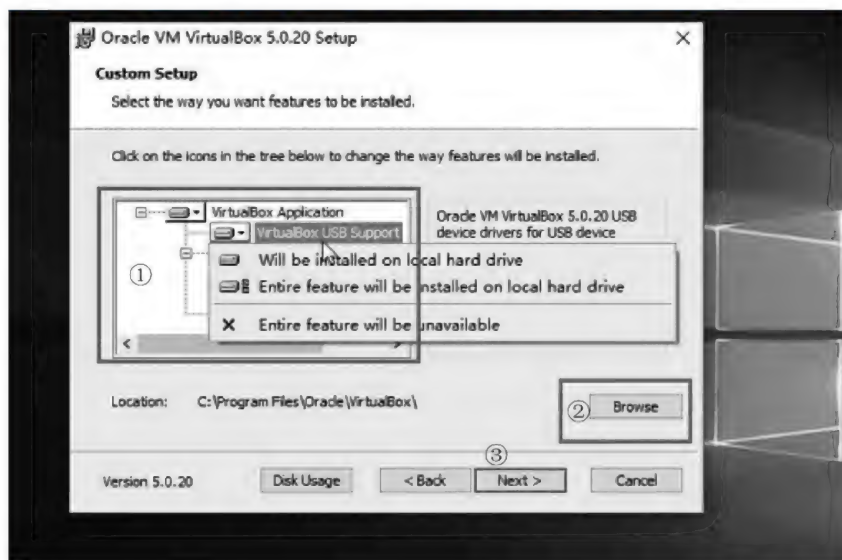 Oracle VM VirtualBox 5.0.20 Setup
Custom Setup
Select the way you want features to be installed.
Click on the icons in the tree below to change the way features will be installed.
VirtualBox Application
VirtualBox USB Support
Oracle VM VirtualBox 5.0.20 USB
device drivers for USB device
①
Will be installed on local hard drive
Entire feature will be installed on local hard drive
Entire feature will be unavailable
Location: C:\Program Files\Oracle\VirtualBox\
② Browse
③
Version 5.0.20 Disk Usage < Back Next > Cancel